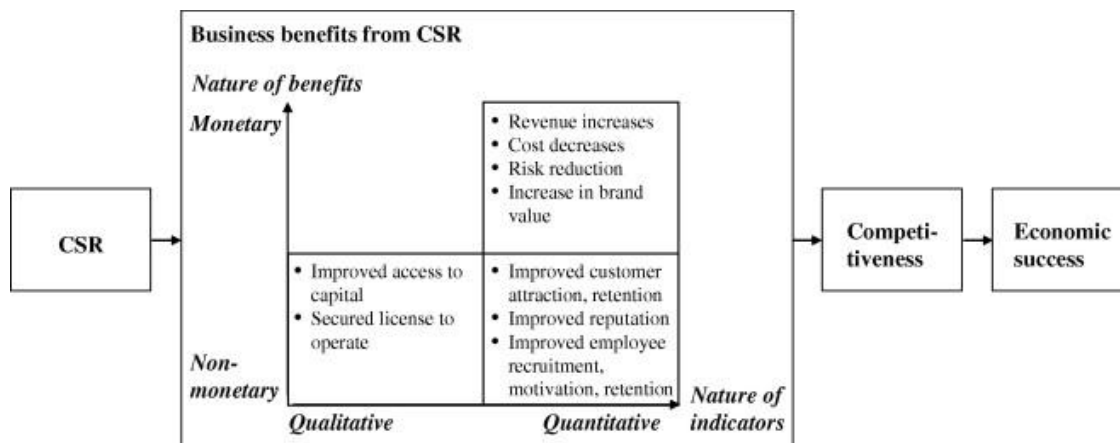 Business benefits from CSR
Nature of benefits
Monetary
• Revenue increases
• Cost decreases
• Risk reduction
• Increase in brand
value
CSR
• Improved access to
capital
• Secured license to
operate
• Improved customer
attraction, retention
• Improved reputation
• Improved employee
recruitment,
motivation, retention
Non-
monetary
Qualitative
Quantitative
Nature of
indicators
Competi-
tiveness
Economic
success